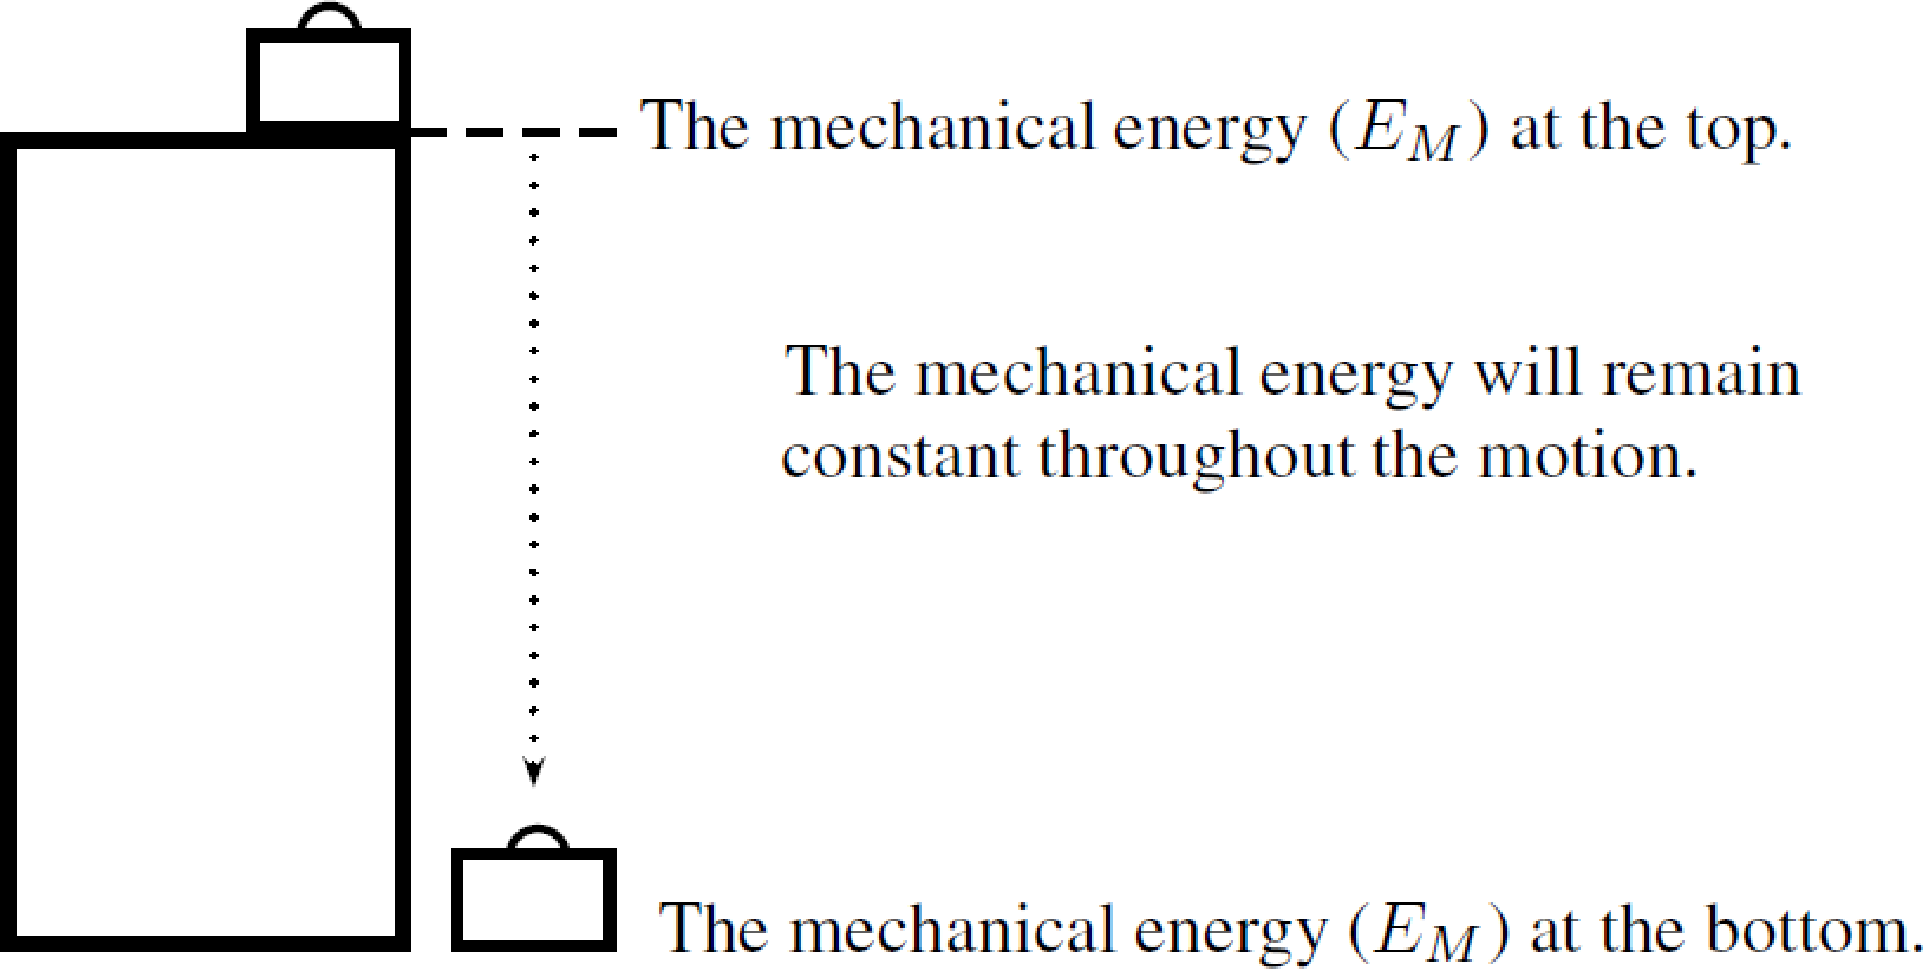 The mechanical energy (E_M) at the top.
The mechanical energy will remain
constant throughout the motion.
The mechanical energy (E_M) at the bottom.